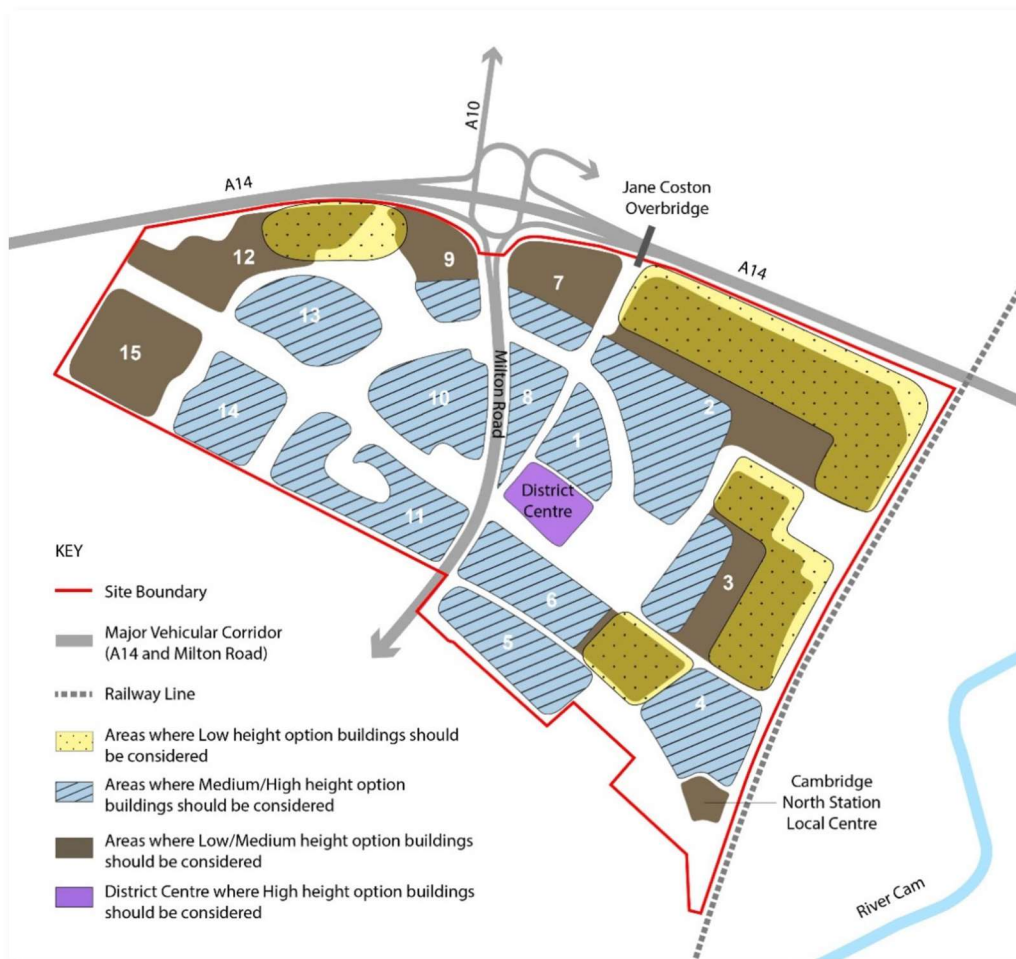 A10
A14
Jane Coston
Overbridge
A14
12
9
7
13
15
Milton Road
10
8
2
14
1
District
Centre
11
3
6
5
4
KEY
Site Boundary
Major Vehicular Corridor
(A14 and Milton Road)
Railway Line
Areas where Low height option buildings should
be considered
Areas where Medium/High height option
buildings should be considered
Areas where Low/Medium height option buildings
should be considered
District Centre where High height option buildings
should be considered
Cambridge
North Station
Local Centre
River Cam